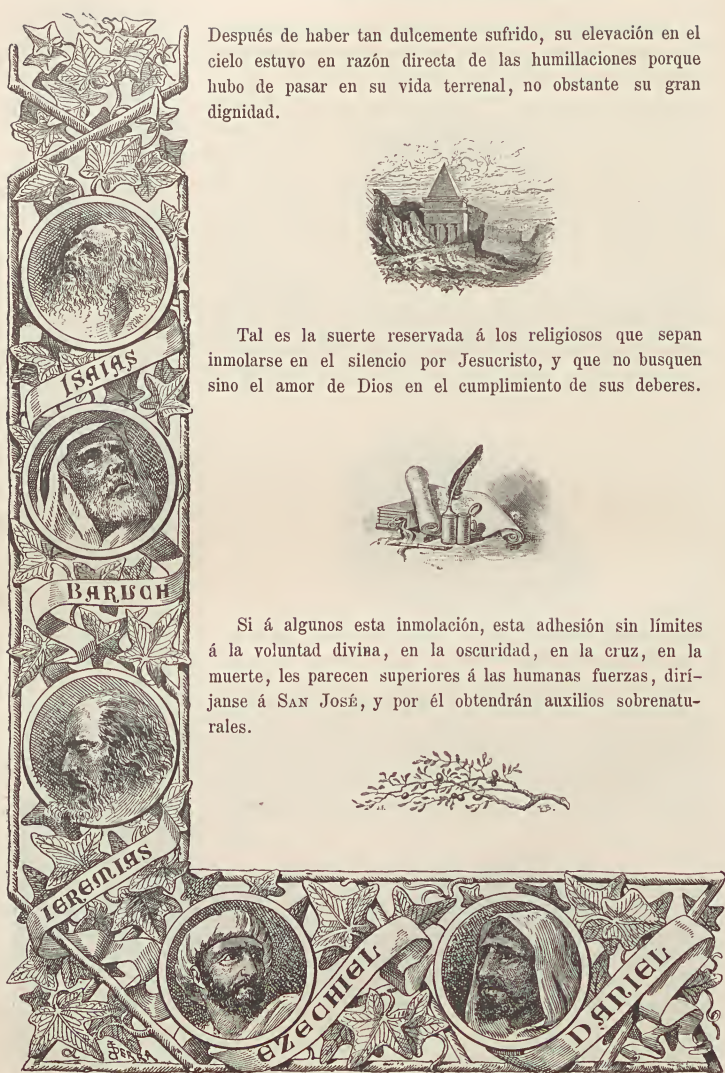 Después de haber tan dulcemente sufrido, su elevación en el
cielo estuvo en razón directa de las humillaciones porque
hubo de pasar en su vida terrenal, no obstante su gran
dignidad.
Tal es la suerte reservada á los religiosos que sepan
inmolarse en el silencio por Jesucristo, y que no busquen
sino el amor de Dios en el cumplimiento de sus deberes.
Si á algunos esta inmolación, esta adhesión sin límites
á la voluntad divina, en la oscuridad, en la cruz, en la
muerte, les parecen superiores á las humanas fuerzas, dirí-
janse á SAN JOSÉ, y por él obtendrán auxilios sobrenatu-
rales.
ISAIAS
BARUCH
IEREMIAS
EZECHIEL
DANIEL